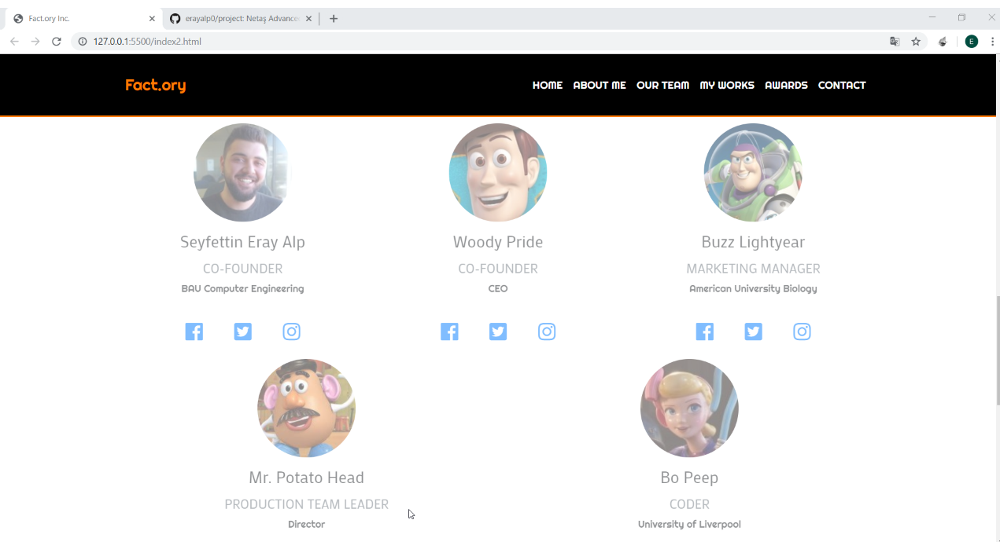 Fact.ory Inc.
erayalp0/project: Netaş Advance
127.0.0.1:5500/index2.html
E
Fact.ory
HOME ABOUT ME OUR TEAM MY WORKS AWARDS CONTACT
Seyfettin Eray Alp
CO-FOUNDER
BAU Computer Engineering
Woody Pride
CO-FOUNDER
CEO
Buzz Lightyear
MARKETING MANAGER
American University Biology
Mr. Potato Head
PRODUCTION TEAM LEADER
Director
Bo Peep
CODER
University of Liverpool